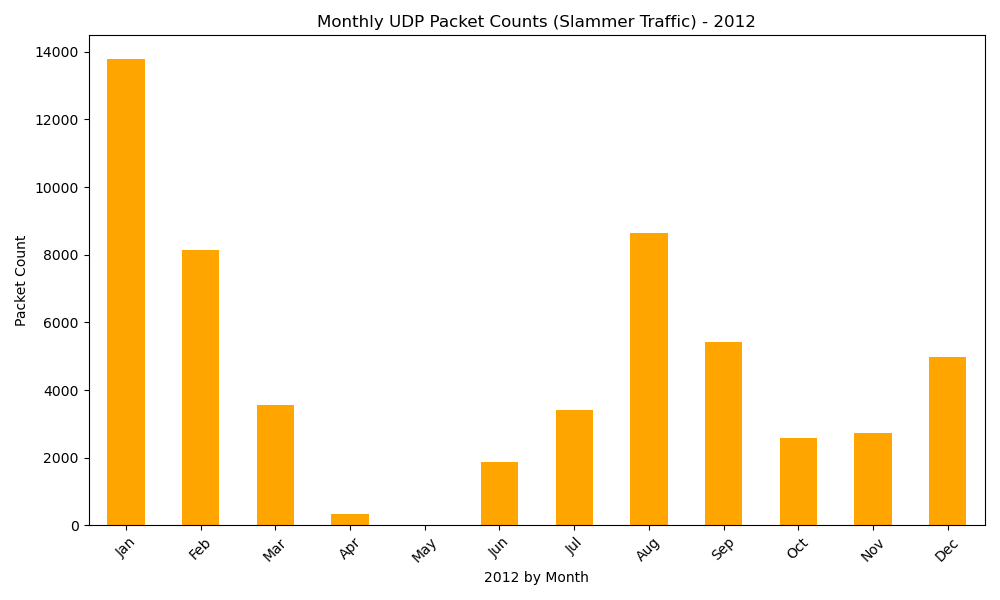 Monthly UDP Packet Counts (Slammer Traffic) - 2012
Packet Count
14000
12000
10000
8000
6000
4000
2000
0
Jan Feb Mar Apr May Jun Jul Aug Sep Oct Nov Dec
2012 by Month